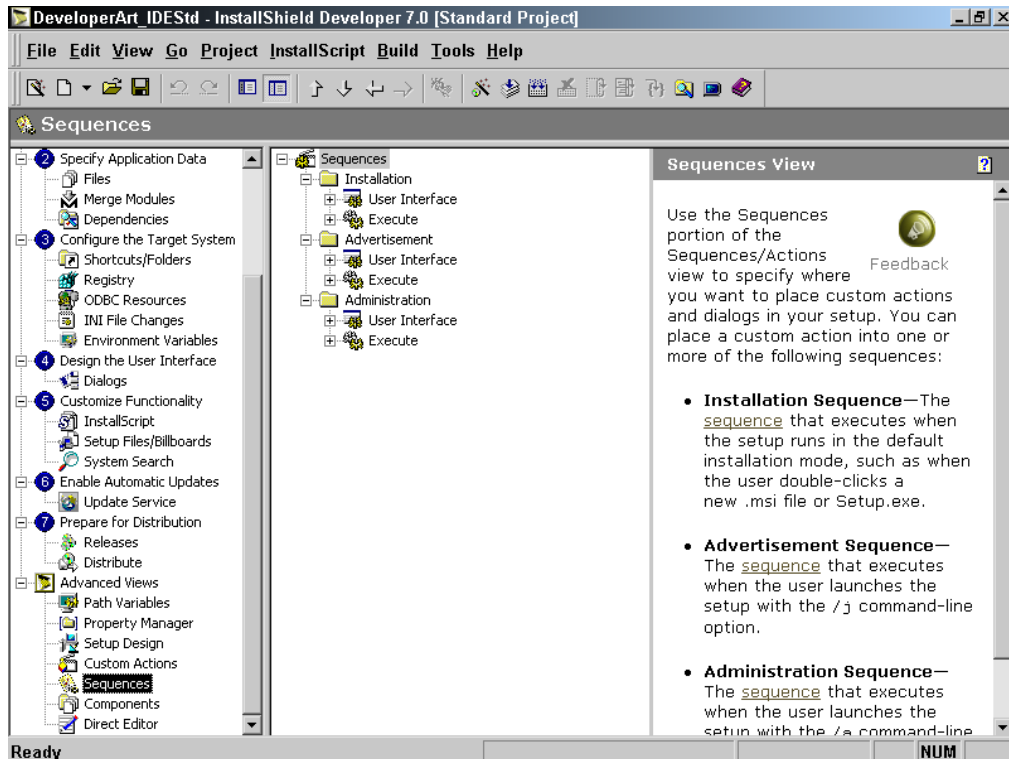 DeveloperArt_IDEStd - InstallShield Developer 7.0 [Standard Project]
File Edit View Go Project InstallScript Build Tools Help
Sequences
2 Specify Application Data
Files
Merge Modules
Dependencies
3 Configure the Target System
Shortcuts/Folders
Registry
ODBC Resources
INI File Changes
Environment Variables
4 Design the User Interface
Dialogs
5 Customize Functionality
InstallScript
Setup Files/Billboards
System Search
6 Enable Automatic Updates
Update Service
7 Prepare for Distribution
Releases
Distribute
Advanced Views
Path Variables
Property Manager
Setup Design
Custom Actions
Sequences
Components
Direct Editor
Sequences
Installation
User Interface
Execute
Advertisement
User Interface
Execute
Administration
User Interface
Execute
Sequences View
?
Use the Sequences
portion of the
Sequences/Actions
view to specify where
Feedback
you want to place custom actions
and dialogs in your setup. You can
place a custom action into one or
more of the following sequences:
• Installation Sequence—The
sequence that executes when
the setup runs in the default
installation mode, such as when
the user double-clicks a
new .msi file or Setup.exe.
• Advertisement Sequence—
The sequence that executes
when the user launches the
setup with the /j command-line
option.
• Administration Sequence—
The sequence that executes
when the user launches the
setup with the /a command-line
Ready
NUM